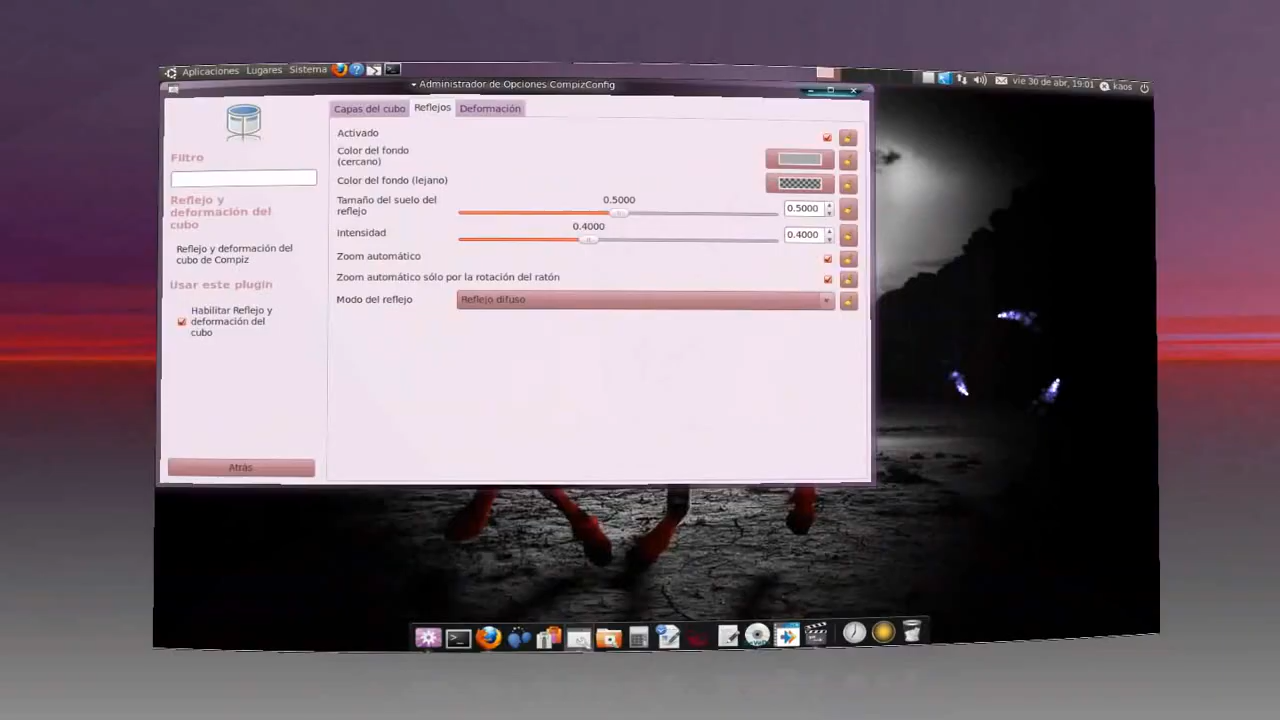 Aplicaciones Lugares Sistema
vie 30 de abr, 19:01 kaos
Administrador de Opciones CompizConfig
Filtro
Reflejo y
deformación del
cubo
Reflejo y deformación del
cubo de Compiz
Usar este plugin
Habilitar Reflejo y
deformación del
cubo
Atrás
Capas del cubo Reflejos Deformación
Activado
Color del fondo
(cercano)
Color del fondo (lejano)
Tamaño del suelo del
reflejo
0.5000
0.5000
Intensidad
0.4000
0.4000
Zoom automático
Zoom automático sólo por la rotación del ratón
Modo del reflejo
Reflejo difuso